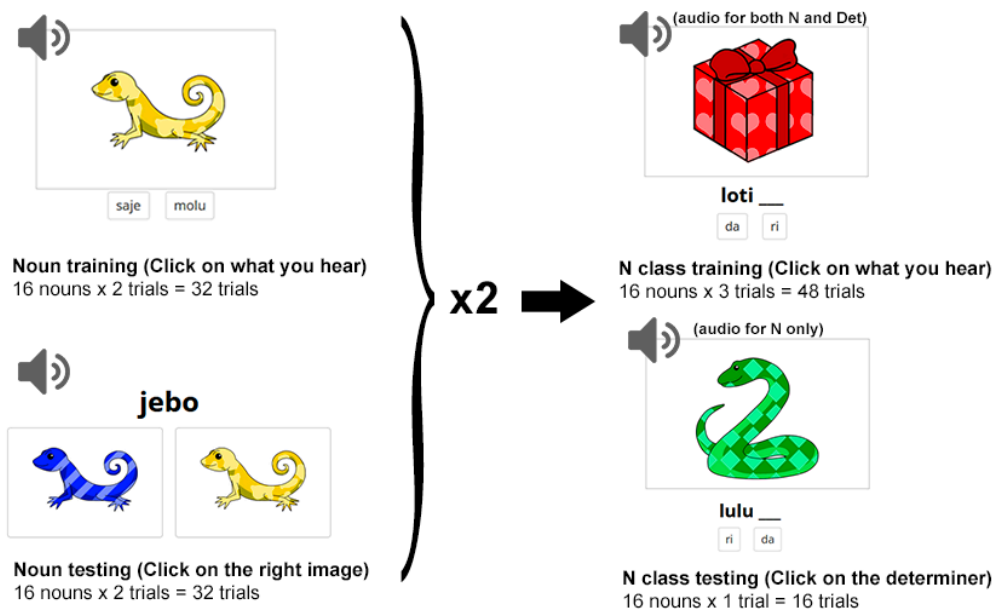 saje molu
Noun training (Click on what you hear)
16 nouns x 2 trials = 32 trials
jebo
Noun testing (Click on the right image)
16 nouns x 2 trials = 32 trials
x2
(audio for both N and Det)
loti __
da ri
N class training (Click on what you hear)
16 nouns x 3 trials = 48 trials
(audio for N only)
lulu __
ri da
N class testing (Click on the determiner)
16 nouns x 1 trial = 16 trials